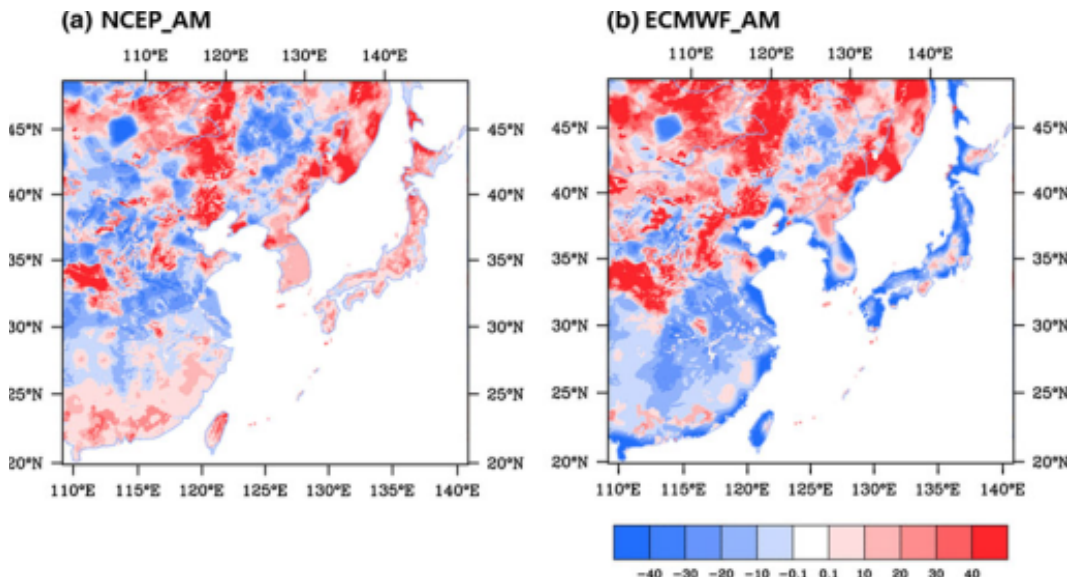 (a) NCEP_AM
110°E 120°E 130°E 140°E
45°N 45°N
40°N 40°N
35°N 35°N
30°N 30°N
25°N 25°N
20°N 20°N
110°E 115°E 120°E 125°E 130°E 135°E 140°E
(b) ECMWF_AM
110°E 120°E 130°E 140°E
45°N 45°N
40°N 40°N
35°N 35°N
30°N 30°N
25°N 25°N
20°N 20°N
110°E 115°E 120°E 125°E 130°E 135°E 140°E
-40 -30 -20 -10 -0.1 0.1 10 20 30 40